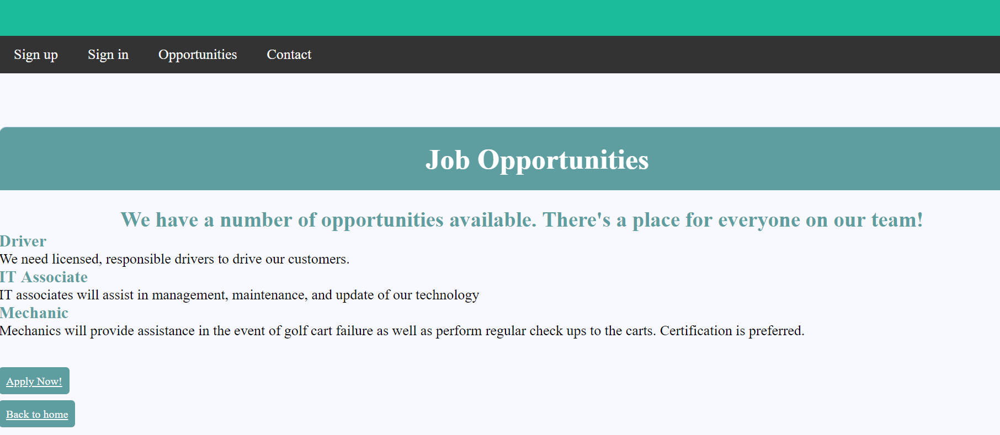 Sign up Sign in Opportunities Contact
Job Opportunities
We have a number of opportunities available. There's a place for everyone on our team!
Driver
We need licensed, responsible drivers to drive our customers.
IT Associate
IT associates will assist in management, maintenance, and update of our technology
Mechanic
Mechanics will provide assistance in the event of golf cart failure as well as perform regular check ups to the carts. Certification is preferred.
Apply Now!
Back to home